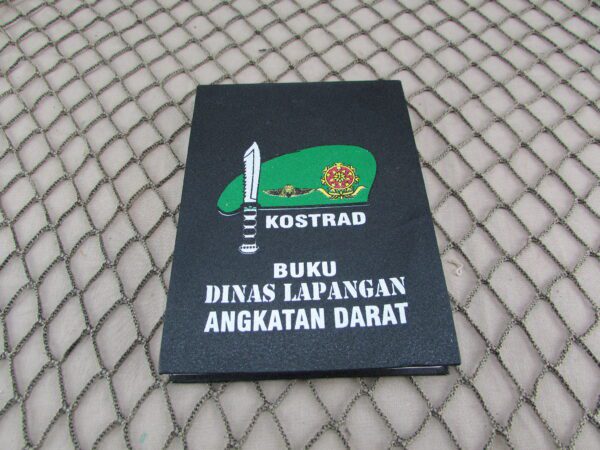 KOSTRAD
BUKU
DINAS LAPANGAN
ANGKATAN DARAT